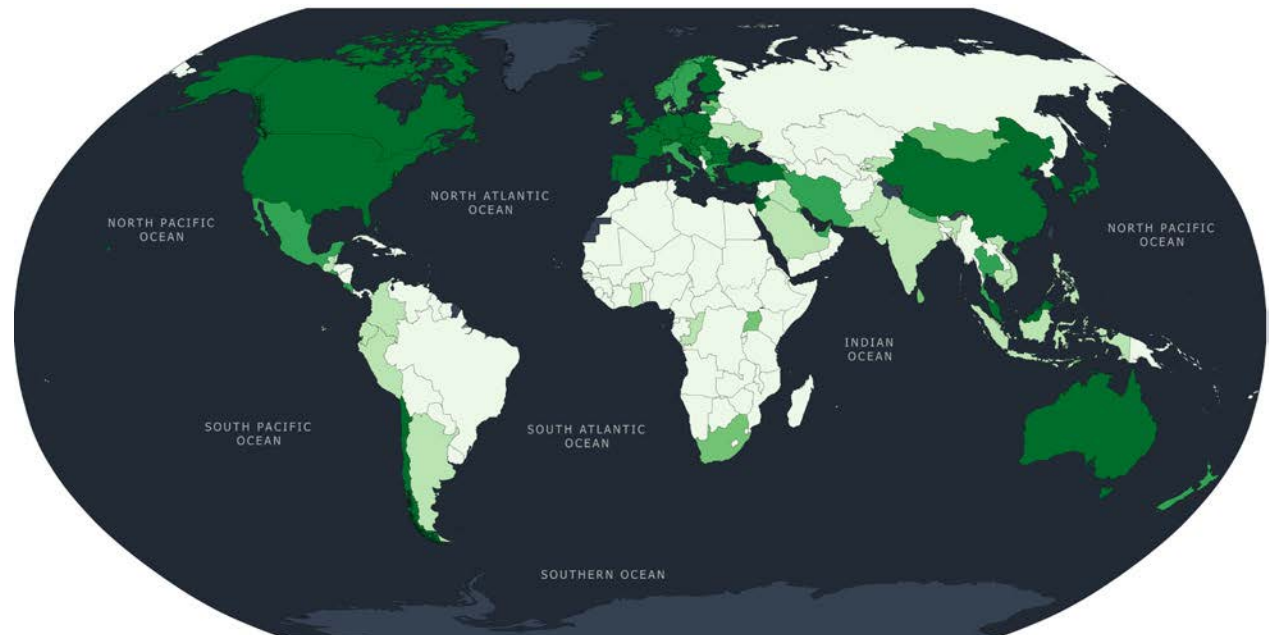 NORTH ATLANTIC
OCEAN
NORTH PACIFIC
OCEAN
NORTH PACIFIC
OCEAN
INDIAN
OCEAN
SOUTH PACIFIC
OCEAN
SOUTH ATLANTIC
OCEAN
SOUTHERN OCEAN